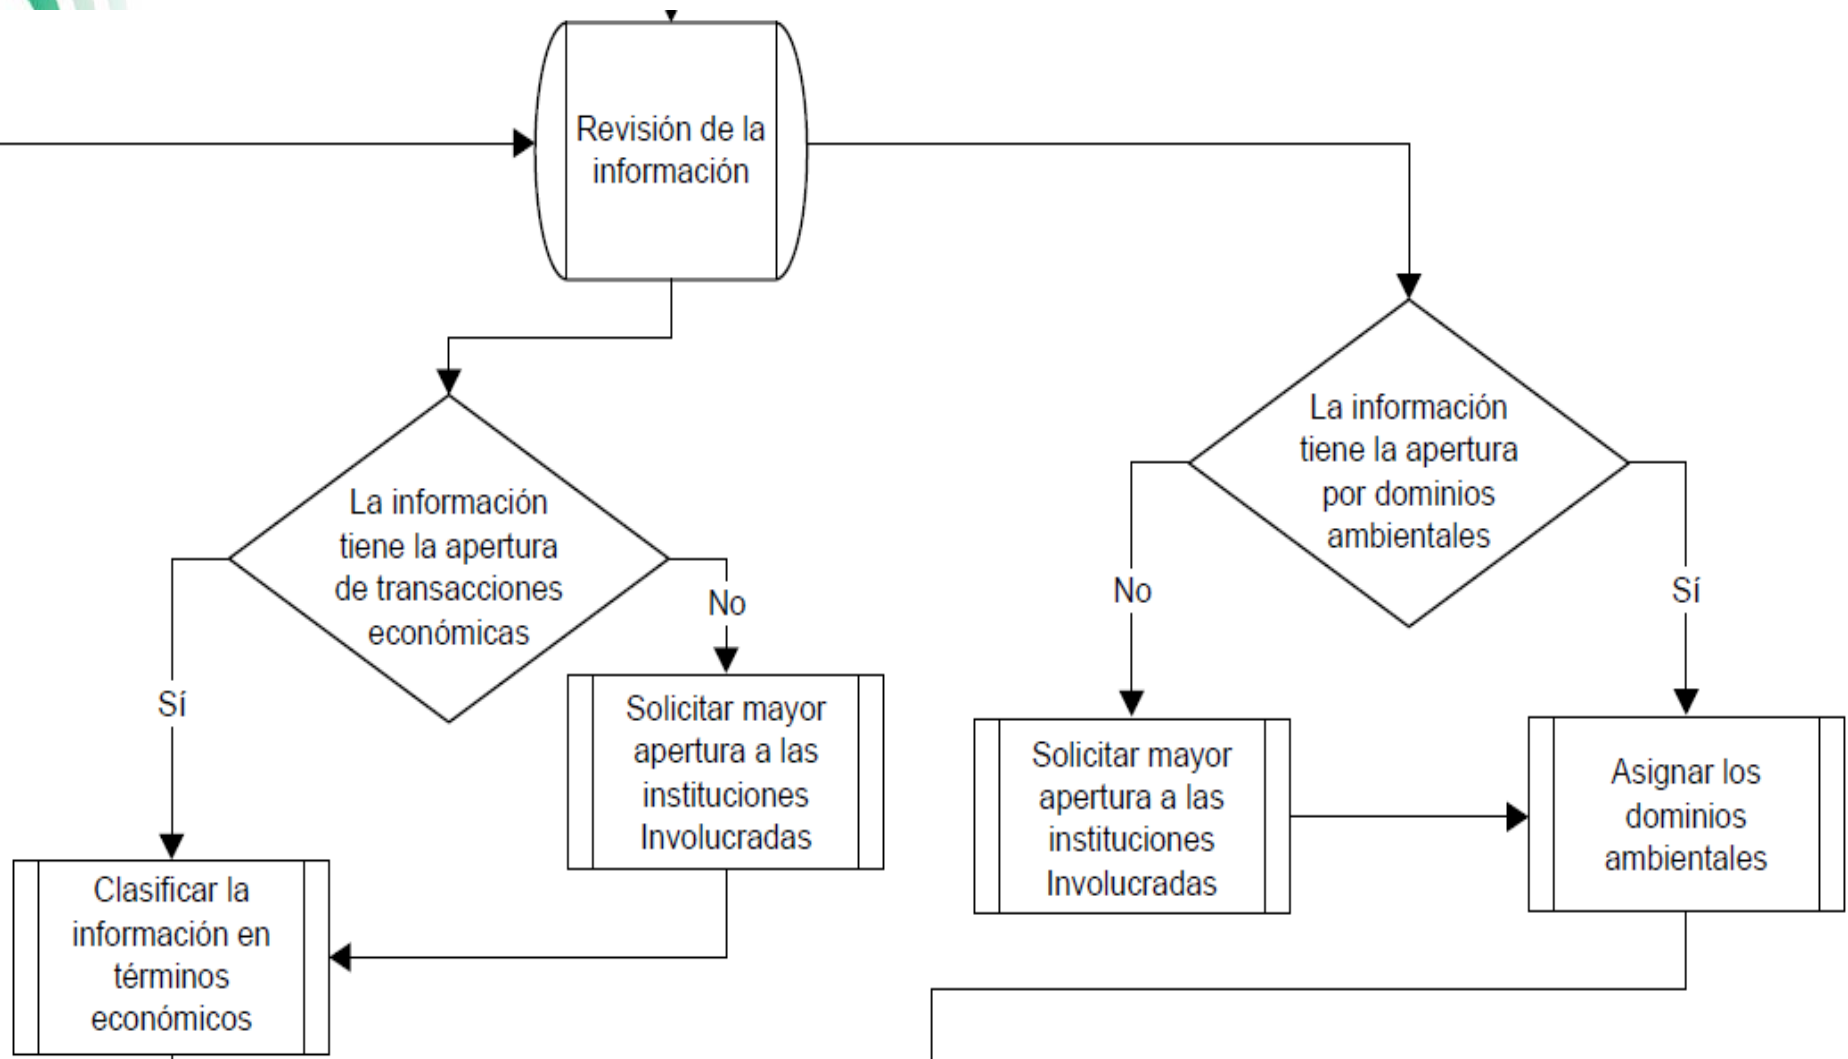 Revisión de la
información
La información
tiene la apertura
por dominios
ambientales
La información
tiene la apertura
de transacciones
económicas
No
Sí
No
Sí
Solicitar mayor
apertura a las
instituciones
Involucradas
Solicitar mayor
apertura a las
instituciones
Involucradas
Asignar los
dominios
ambientales
Clasificar la
información en
términos
económicos